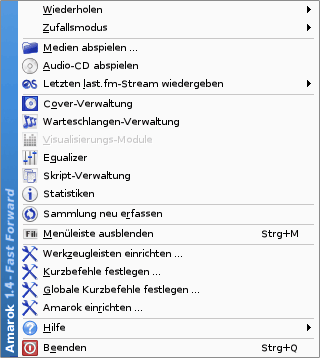 Wiederholen
Zufallsmodus
Medien abspielen ...
Audio-CD abspielen
Letzten last.fm-Stream wiedergeben
Cover-Verwaltung
Warteschlangen-Verwaltung
Visualisierungs-Module
Equalizer
Skript-Verwaltung
Statistiken
Sammlung neu erfassen
Menüleiste ausblenden Strg+M
Werkzeugleisten einrichten ...
Kurzbefehle festlegen ...
Globale Kurzbefehle festlegen ...
Amarok einrichten ...
Hilfe
Beenden Strg+Q
Amarok 1.4 - Fast Forward